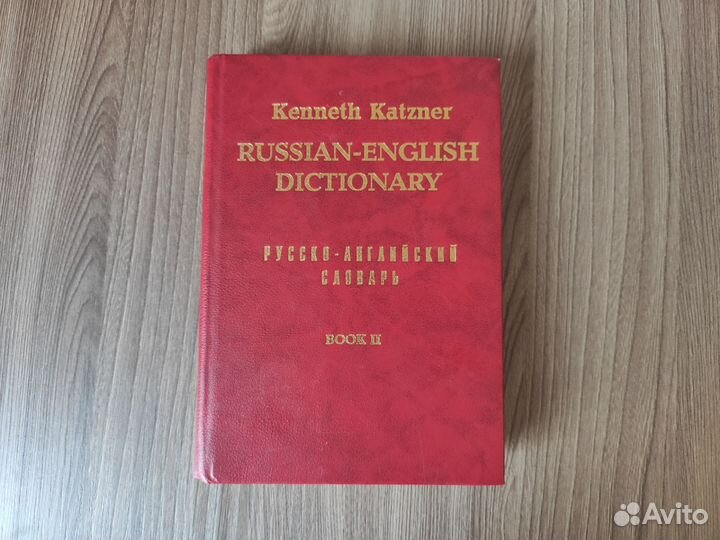 Kenneth Katzner
RUSSIAN-ENGLISH
DICTIONARY
РУССКО-АНГЛИЙСКИЙ
СЛОВАРЬ
BOOK II
Avito